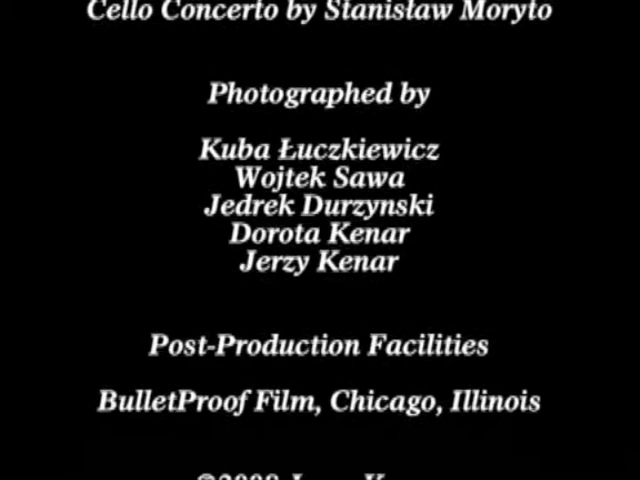 Cello Concerto by Stanisław Moryto
Photographed by
Kuba Łuczkiewicz
Wojtek Sawa
Jedrek Durzynski
Dorota Kenar
Jerzy Kenar
Post-Production Facilities
BulletProof Film, Chicago, Illinois